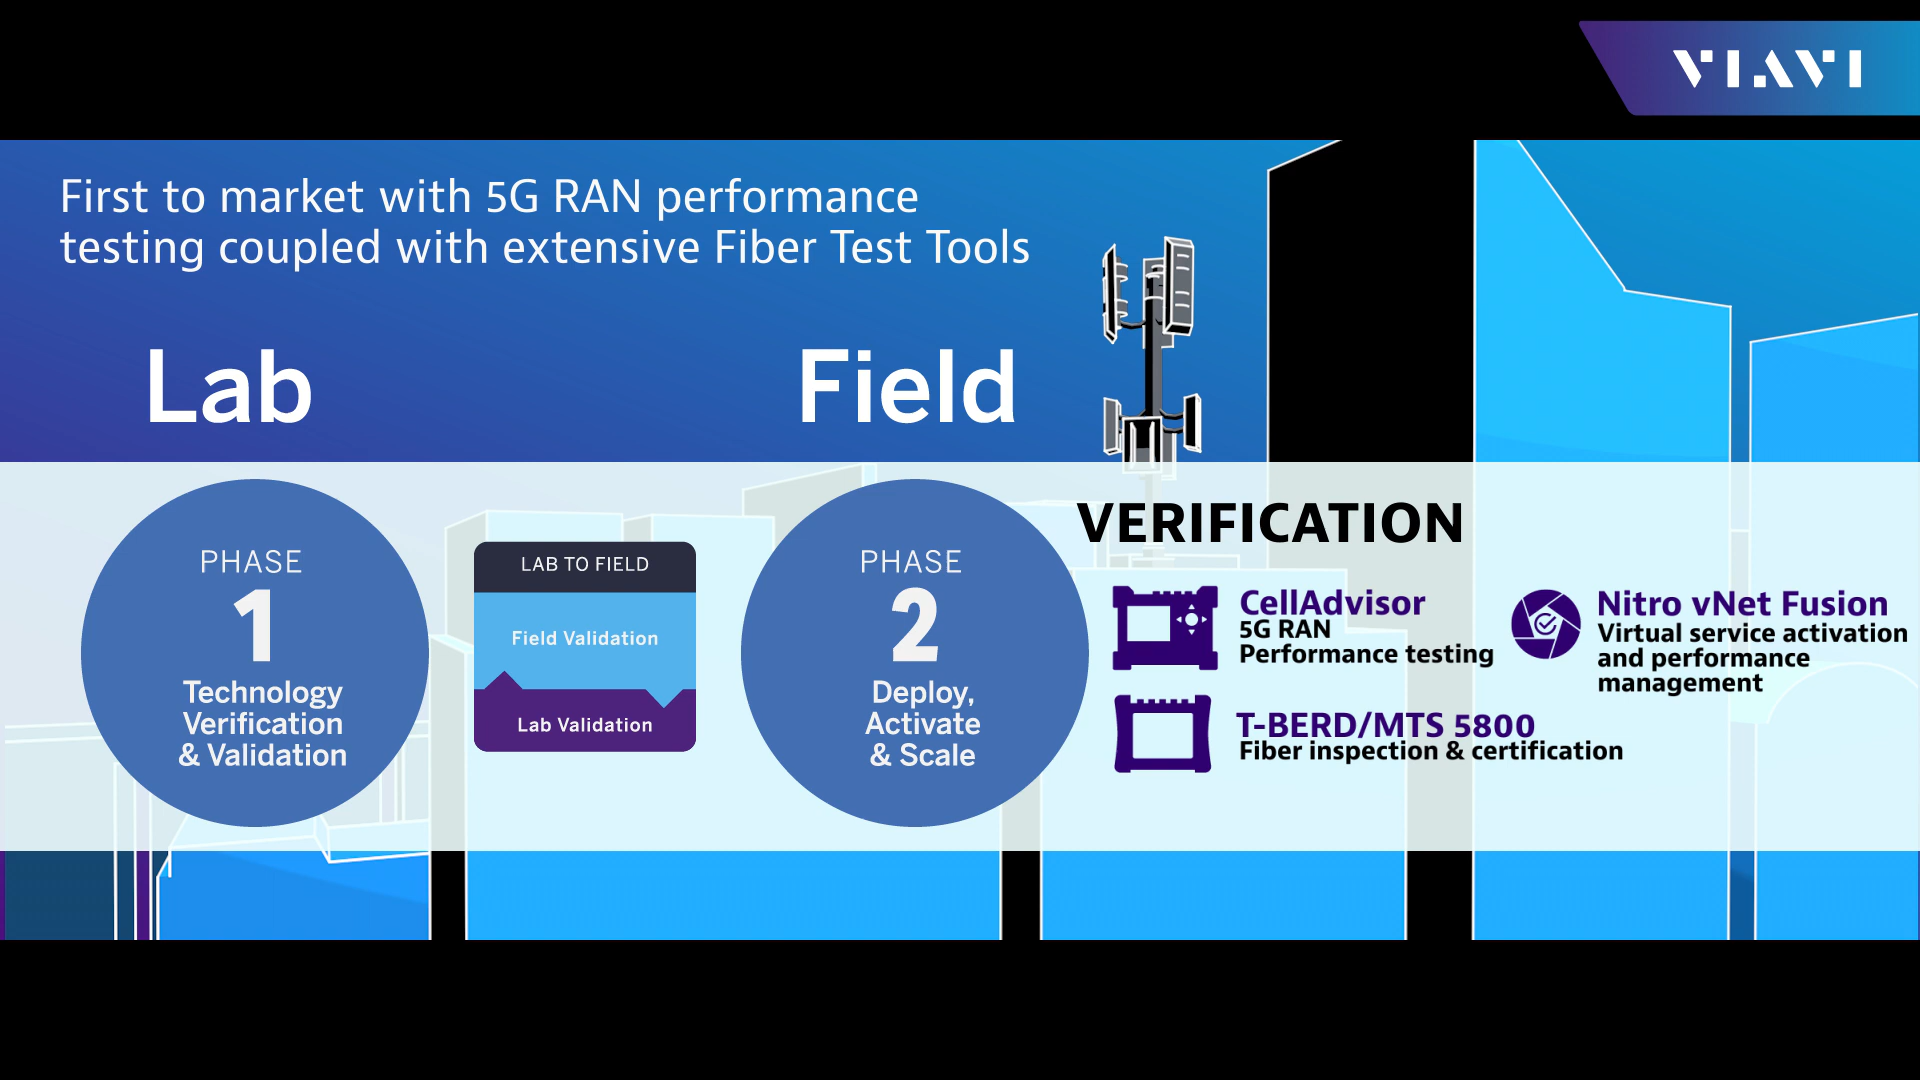 VIAVI
First to market with 5G RAN performance
testing coupled with extensive Fiber Test Tools
Lab
Field
PHASE
1
Technology
Verification
& Validation
LAB TO FIELD
Field Validation
Lab Validation
PHASE
2
Deploy,
Activate
& Scale
VERIFICATION
CellAdvisor
5G RAN
Performance testing
Nitro vNet Fusion
Virtual service activation
and performance
management
T-BERD/MTS 5800
Fiber inspection & certification